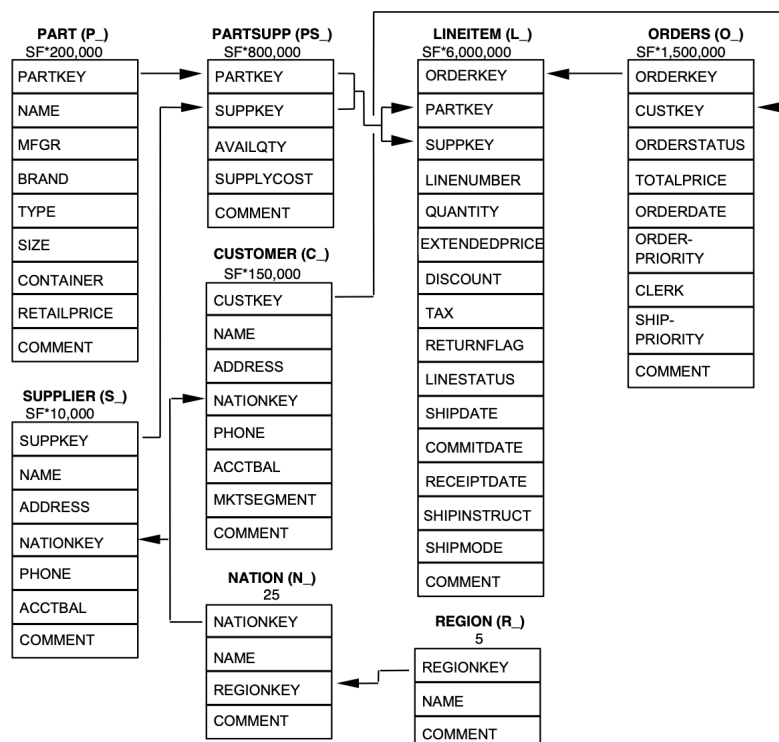 PART (P_)
SF*200,000
PARTKEY
NAME
MFGR
BRAND
TYPE
SIZE
CONTAINER
RETAILPRICE
COMMENT
SUPPLIER (S_)
SF*10,000
SUPPKEY
NAME
ADDRESS
NATIONKEY
PHONE
ACCTBAL
COMMENT
PARTSUPP (PS_)
SF*800,000
PARTKEY
SUPPKEY
AVAILQTY
SUPPLYCOST
COMMENT
CUSTOMER (C_)
SF*150,000
CUSTKEY
NAME
ADDRESS
NATIONKEY
PHONE
ACCTBAL
MKTSEGMENT
COMMENT
NATION (N_)
25
NATIONKEY
NAME
REGIONKEY
COMMENT
LINEITEM (L_)
SF*6,000,000
ORDERKEY
PARTKEY
SUPPKEY
LINENUMBER
QUANTITY
EXTENDEDPRICE
DISCOUNT
TAX
RETURNFLAG
LINESTATUS
SHIPDATE
COMMITDATE
RECEIPTDATE
SHIPINSTRUCT
SHIPMODE
COMMENT
REGION (R_)
5
REGIONKEY
NAME
COMMENT
ORDERS (O_)
SF*1,500,000
ORDERKEY
CUSTKEY
ORDERSTATUS
TOTALPRICE
ORDERDATE
ORDER-
PRIORITY
CLERK
SHIP-
PRIORITY
COMMENT